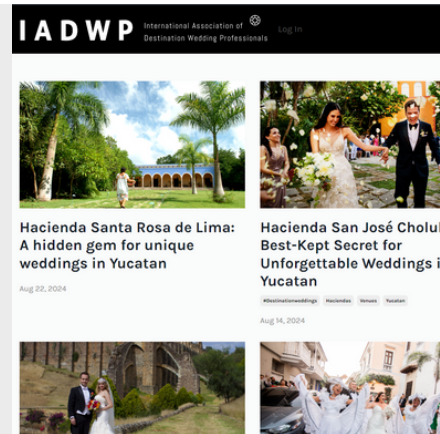 IADWP
International Association of
Destination Wedding Professionals
Log In
Hacienda Santa Rosa de Lima:
A hidden gem for unique
weddings in Yucatan
Aug 22, 2024
Hacienda San José Cholul
Best-Kept Secret for
Unforgettable Weddings i
Yucatan
#Destinationweddings Haciendas Venues Yucatan
Aug 14, 2024